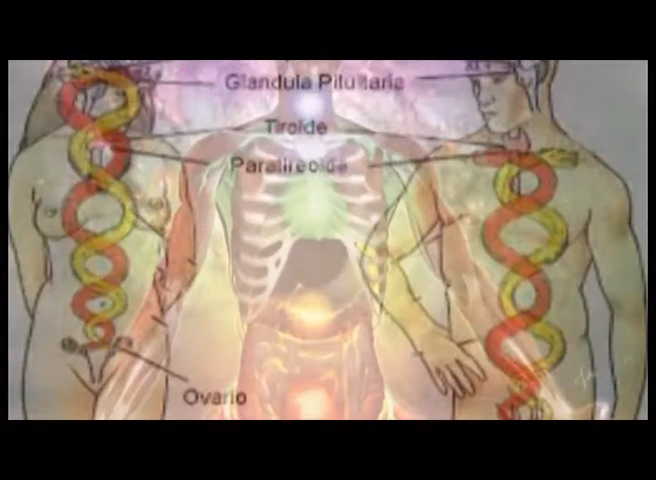 Glandula Pituitaria
Tiroide
Paratireoide
Ovario